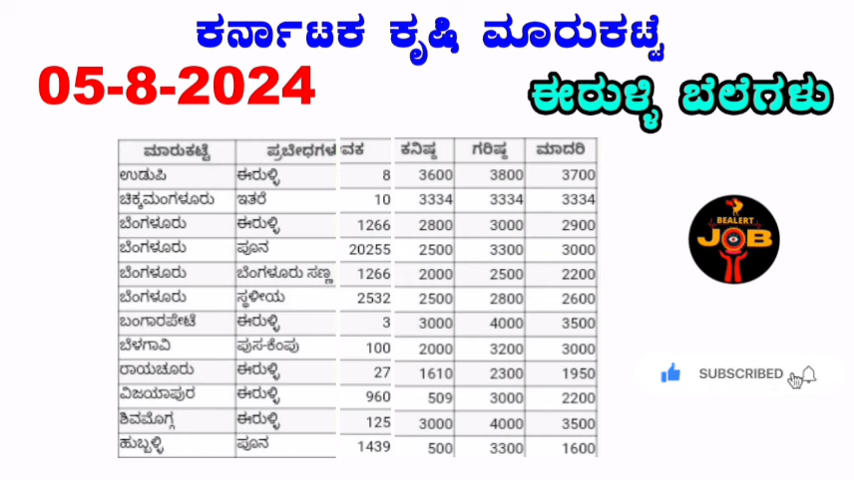 ಕರ್ನಾಟಕ ಕೃಷಿ ಮಾರುಕಟ್ಟೆ
05-8-2024
ಈರುಳ್ಳಿ ಬೆಲೆಗಳು
ಮಾರುಕಟ್ಟೆ ಪ್ರಬೇಧಗಳ ವಕ ಕನಿಷ್ಠ ಗರಿಷ್ಠ ಮಾದರಿ
ಉಡುಪಿ ಈರುಳ್ಳಿ 8 3600 3800 3700
ಚಿಕ್ಕಮಂಗಳೂರು ಇತರೆ 10 3334 3334 3334
ಬೆಂಗಳೂರು ಈರುಳ್ಳಿ 1266 2800 3000 2900
ಬೆಂಗಳೂರು ಪೂನ 20255 2500 3300 3000
ಬೆಂಗಳೂರು ಬೆಂಗಳೂರು ಸಣ್ಣ 1266 2000 2500 2200
ಬೆಂಗಳೂರು ಸ್ಥಳೀಯ 2532 2500 2800 2600
ಬಂಗಾರಪೇಟೆ ಈರುಳ್ಳಿ 3 3000 4000 3500
ಬೆಳಗಾವಿ ಪುಸ-ಕೆಂಪು 100 2000 3200 3000
ರಾಯಚೂರು ಈರುಳ್ಳಿ 27 1610 2300 1950
ವಿಜಯಾಪುರ ಈರುಳ್ಳಿ 960 509 3000 2200
ಶಿವಮೊಗ್ಗ ಈರುಳ್ಳಿ 125 3000 4000 3500
ಹುಬ್ಬಳ್ಳಿ ಪೂನ 1439 500 3300 1600
BEALERT
JOB
SUBSCRIBED